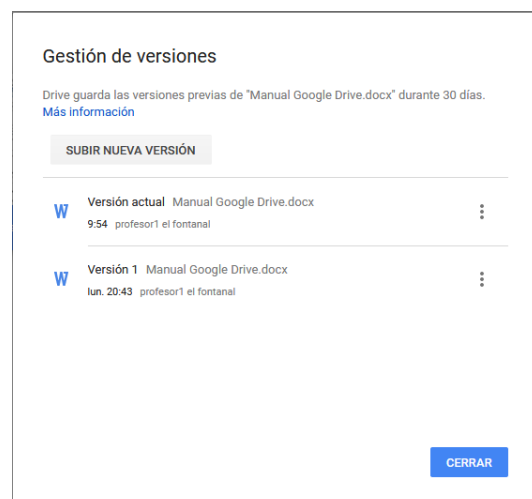 Gestión de versiones
Drive guarda las versiones previas de "Manual Google Drive.docx" durante 30 días.
Más información
SUBIR NUEVA VERSIÓN
Versión actual Manual Google Drive.docx
9:54 profesor1 el fontanal
Versión 1 Manual Google Drive.docx
lun. 20:43 profesor1 el fontanal
CERRAR